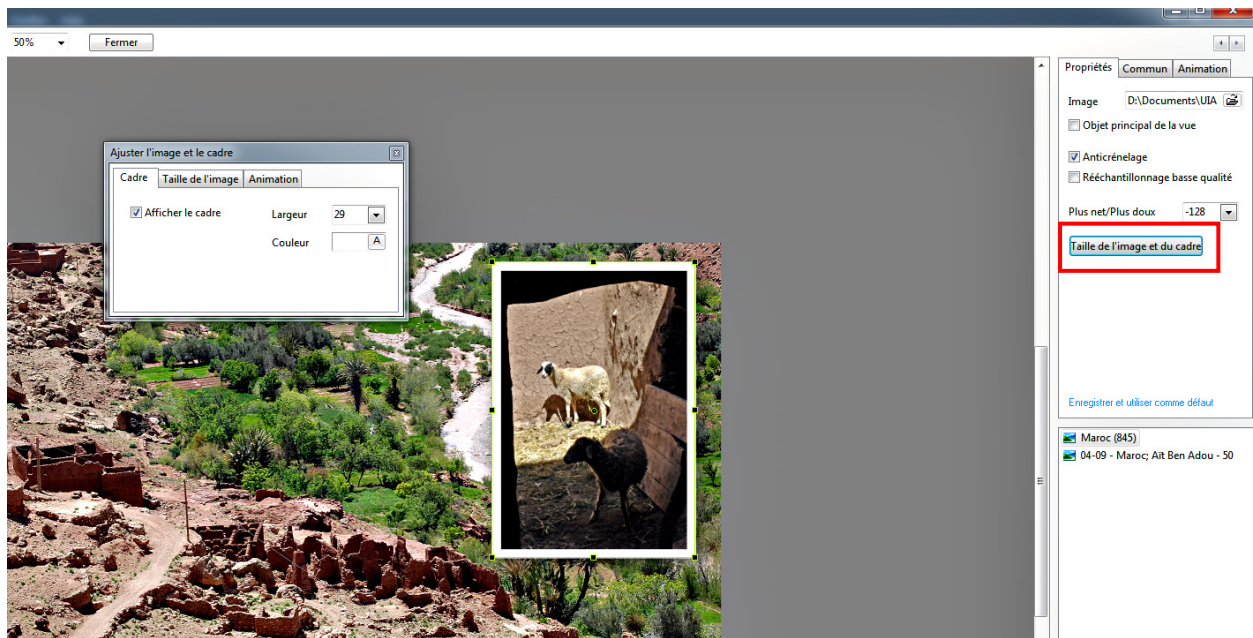 50%
Fermer
Propriétés Commun Animation
Image D:\Documents\UIA
Objet principal de la vue
Anticrénelage
Rééchantillonnage basse qualité
Plus net/Plus doux -128
Taille de l'image et du cadre
Enregistrer et utiliser comme défaut
Maroc (845)
04-09 - Maroc; Aït Ben Adou - 50
Ajuster l'image et le cadre
Cadre Taille de l'image Animation
Afficher le cadre Largeur 29
Couleur A